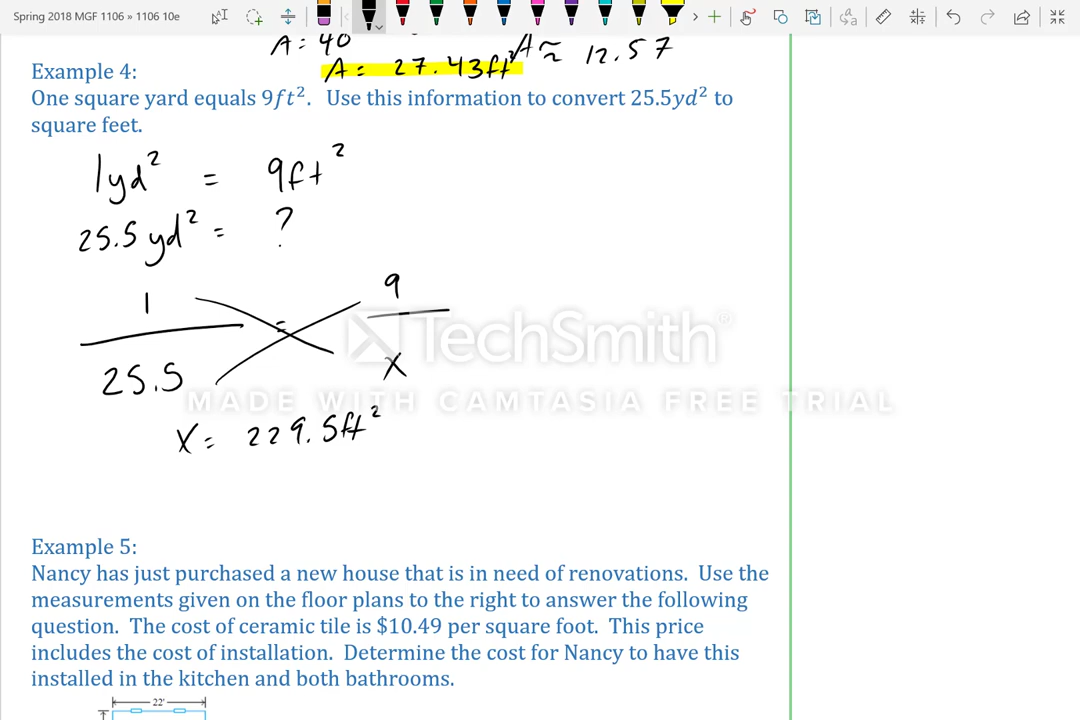 Spring 2018 MGF 1106 » 1106 10e
A = 40
A = 27.43ft² A ≈ 12.57
Example 4:
One square yard equals 9ft². Use this information to convert 25.5yd² to
square feet.
1yd² = 9ft²
25.5yd² = ?
1 = 9
25.5 x
TechSmith®
MADE WITH CAMTASIA FREE TRIAL
x = 229.5ft²
Example 5:
Nancy has just purchased a new house that is in need of renovations. Use the
measurements given on the floor plans to the right to answer the following
question. The cost of ceramic tile is $10.49 per square foot. This price
includes the cost of installation. Determine the cost for Nancy to have this
installed in the kitchen and both bathrooms.
22'